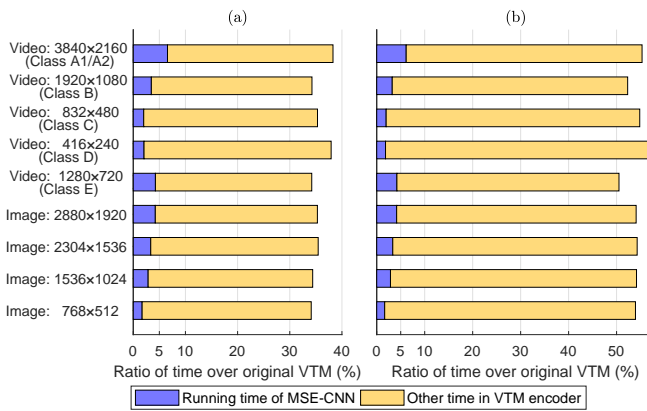 (a) (b)
Video: 3840×2160
(Class A1/A2)
Video: 1920×1080
(Class B)
Video: 832×480
(Class C)
Video: 416×240
(Class D)
Video: 1280×720
(Class E)
Image: 2880×1920
Image: 2304×1536
Image: 1536×1024
Image: 768×512
0 5 10 20 30 40 0 5 10 20 30 40 50
Ratio of time over original VTM (%) Ratio of time over original VTM (%)
Running time of MSE-CNN Other time in VTM encoder